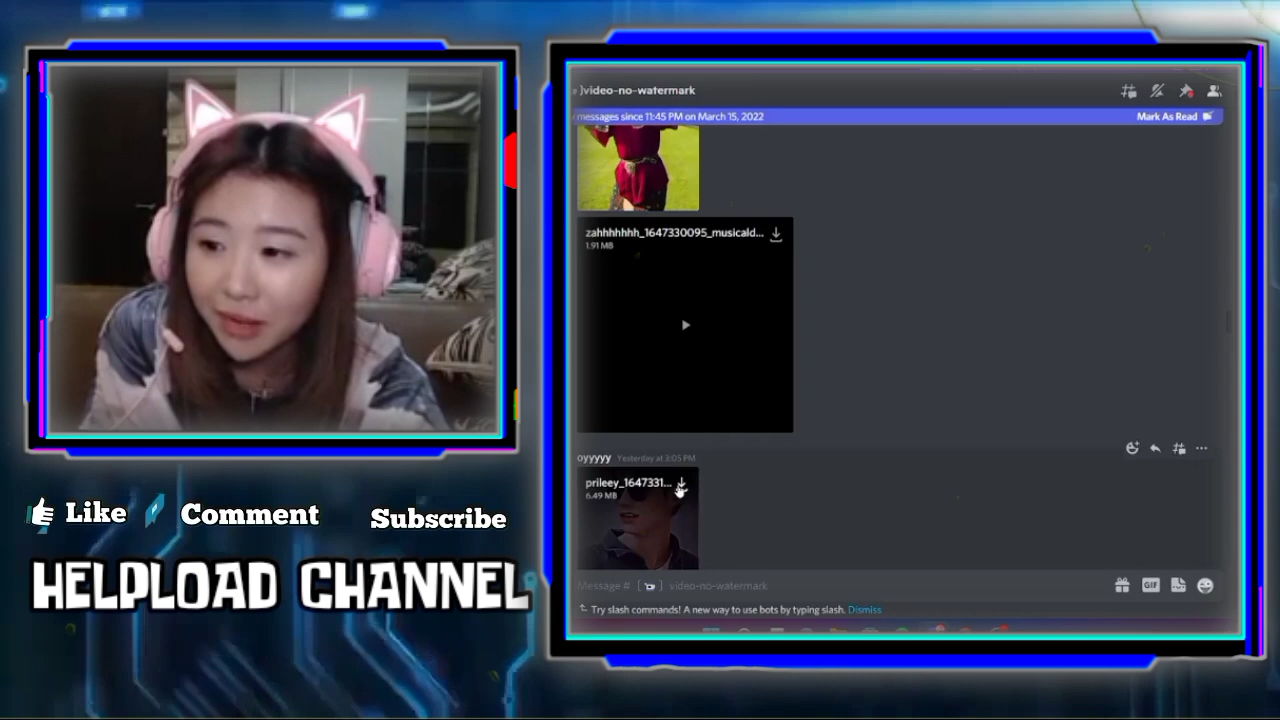 )video-no-watermark
messages since 11:45 PM on March 15, 2022
Mark As Read
zahhhhhhh_1647330095_musicald...
1.91 MB
oyyyyy Yesterday at 3:05 PM
prileey_1647331...
6.49 MB
Message # [ ] video-no-watermark
GIF
Try slash commands! A new way to use bots by typing slash. Dismiss
Like Comment Subscribe
HELPLOAD CHANNEL